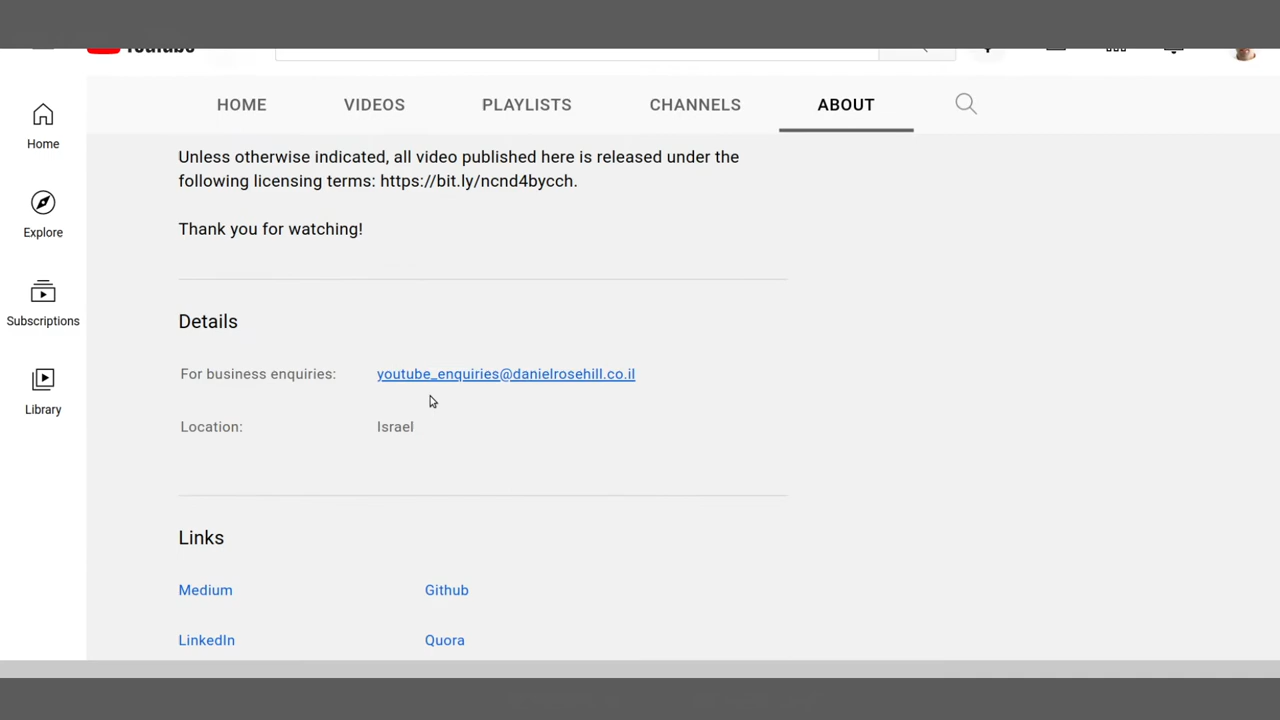 YouTube
HOME VIDEOS PLAYLISTS CHANNELS ABOUT
Home
Explore
Subscriptions
Library
Unless otherwise indicated, all video published here is released under the
following licensing terms: https://bit.ly/ncnd4bycch.
Thank you for watching!
Details
For business enquiries: youtube_enquiries@danielrosehill.co.il
Location: Israel
Links
Medium Github
LinkedIn Quora